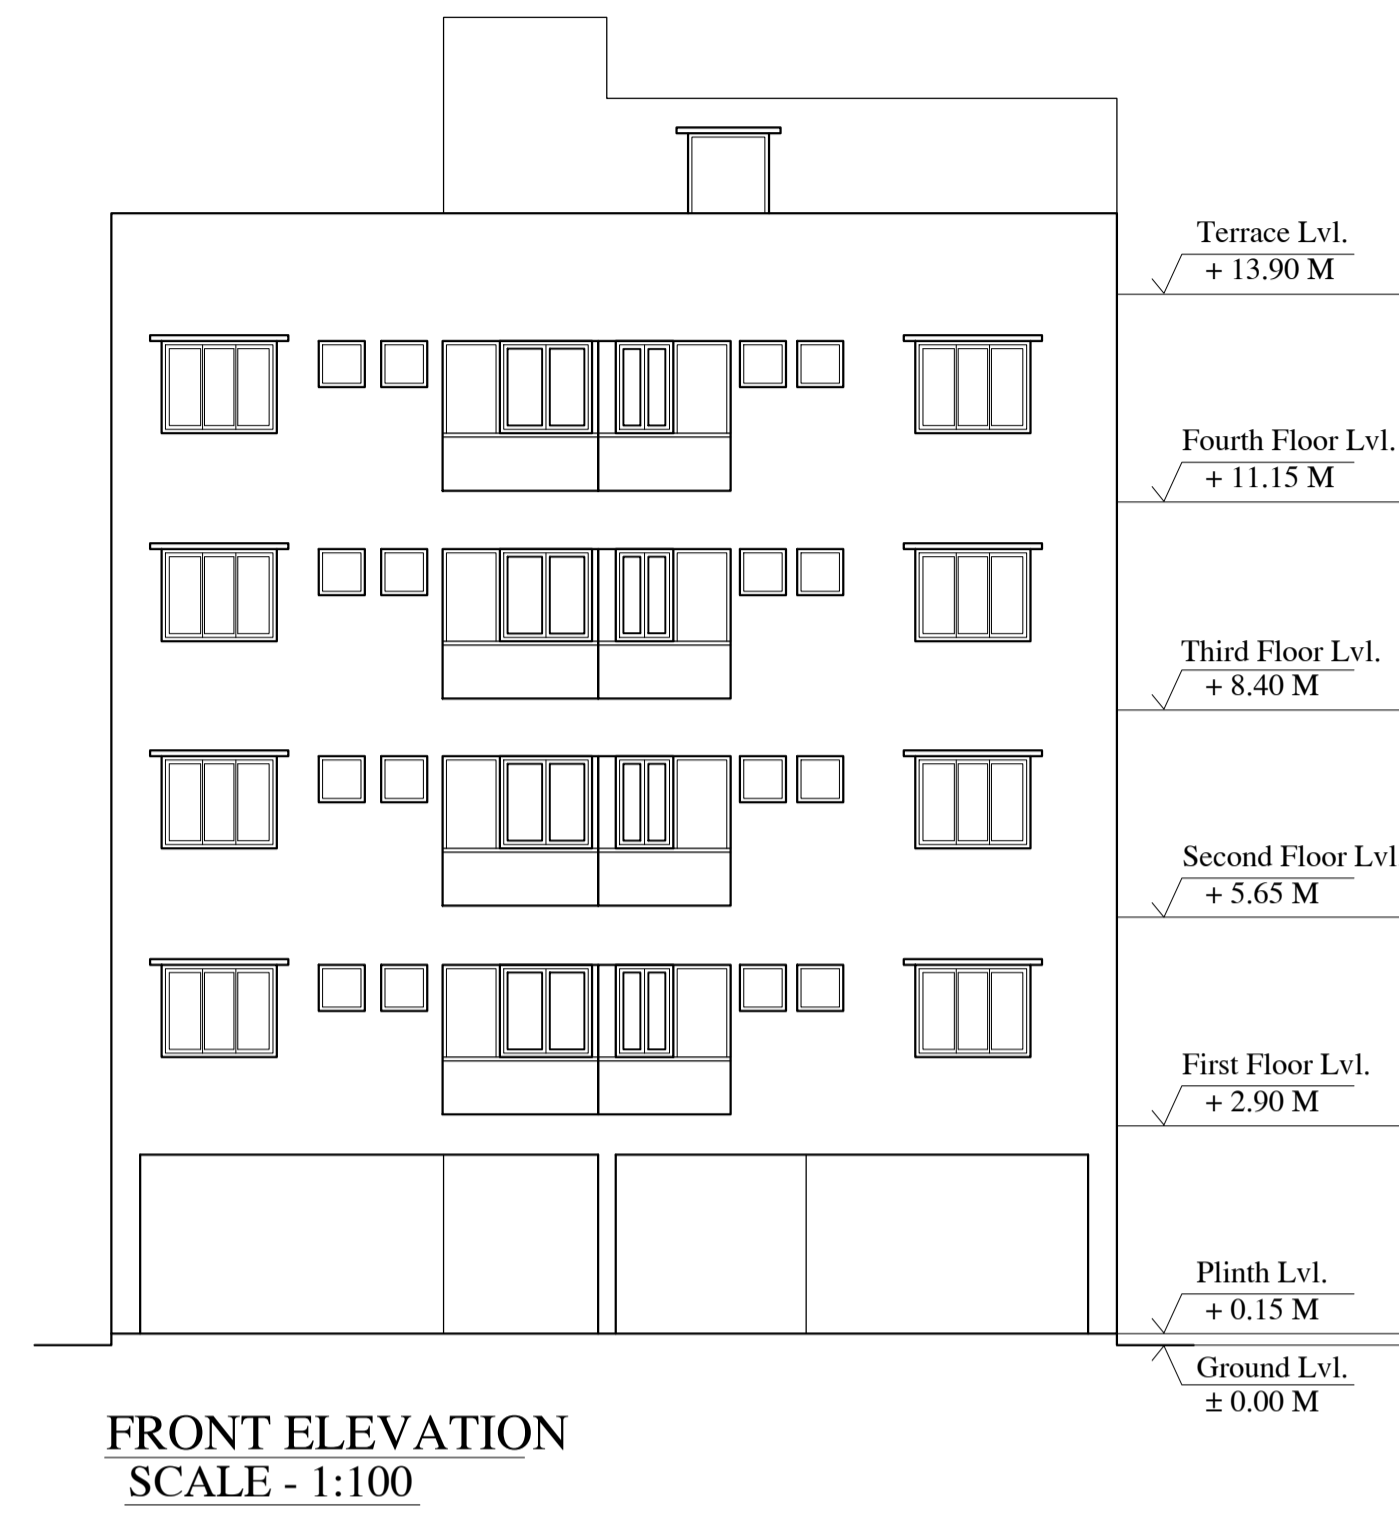 Terrace Lvl.
+ 13.90 M
Fourth Floor Lvl.
+ 11.15 M
Third Floor Lvl.
+ 8.40 M
Second Floor Lvl
+ 5.65 M
First Floor Lvl.
+ 2.90 M
Plinth Lvl.
+ 0.15 M
Ground Lvl.
± 0.00 M
FRONT ELEVATION
SCALE - 1:100